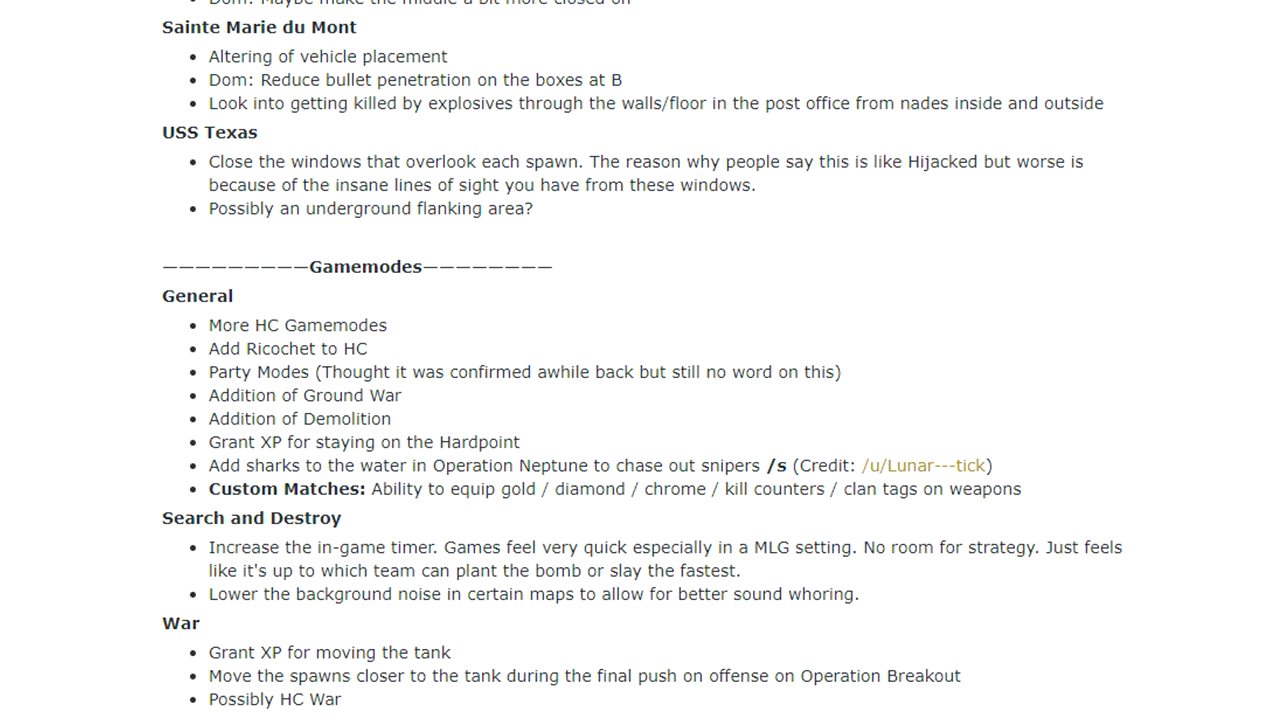 Dom: Maybe make the middle a bit more closed on
Sainte Marie du Mont
• Altering of vehicle placement
• Dom: Reduce bullet penetration on the boxes at B
• Look into getting killed by explosives through the walls/floor in the post office from nades inside and outside
USS Texas
• Close the windows that overlook each spawn. The reason why people say this is like Hijacked but worse is
because of the insane lines of sight you have from these windows.
• Possibly an underground flanking area?
—————————Gamemodes————————
General
• More HC Gamemodes
• Add Ricochet to HC
• Party Modes (Thought it was confirmed awhile back but still no word on this)
• Addition of Ground War
• Addition of Demolition
• Grant XP for staying on the Hardpoint
• Add sharks to the water in Operation Neptune to chase out snipers /s (Credit: /u/Lunar---tick)
• Custom Matches: Ability to equip gold / diamond / chrome / kill counters / clan tags on weapons
Search and Destroy
• Increase the in-game timer. Games feel very quick especially in a MLG setting. No room for strategy. Just feels
like it's up to which team can plant the bomb or slay the fastest.
• Lower the background noise in certain maps to allow for better sound whoring.
War
• Grant XP for moving the tank
• Move the spawns closer to the tank during the final push on offense on Operation Breakout
• Possibly HC War